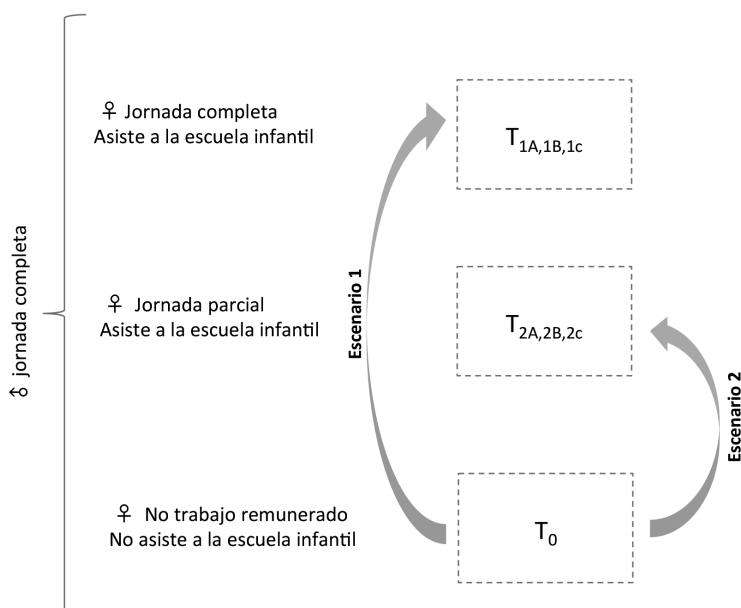 ♀ Jornada completa
Asiste a la escuela infantil
T1A,1B,1c
♂ jornada completa
Escenario 1
♀ Jornada parcial
Asiste a la escuela infantil
T2A,2B,2c
Escenario 2
♀ No trabajo remunerado
No asiste a la escuela infantil
T0